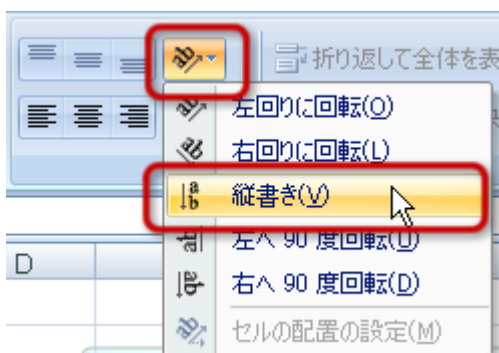 折り返して全体を表
左回りに回転(O)
右回りに回転(L)
縦書き(V)
左へ 90 度回転(U)
右へ 90 度回転(D)
D
セルの配置の設定(M)